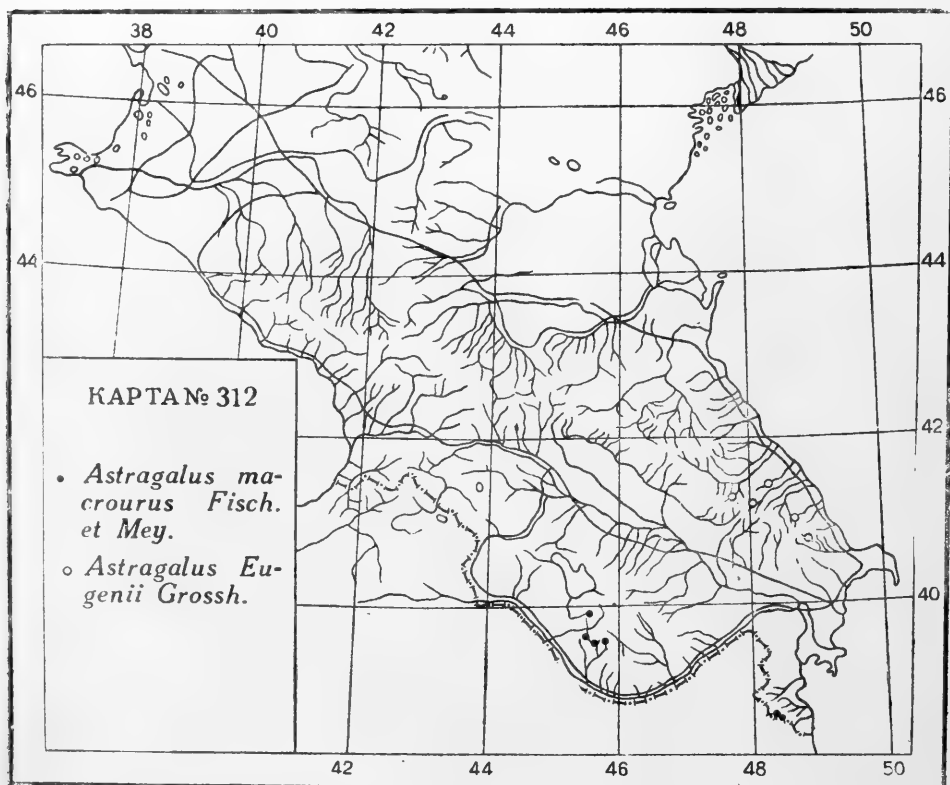 38 40 42 44 46 48 50
46 46
44 44
КАРТА № 312
42
• Astragalus ma-
crourus Fisch.
et Mey.
○ Astragalus Eu-
genii Grossh.
40
42 44 46 48 50